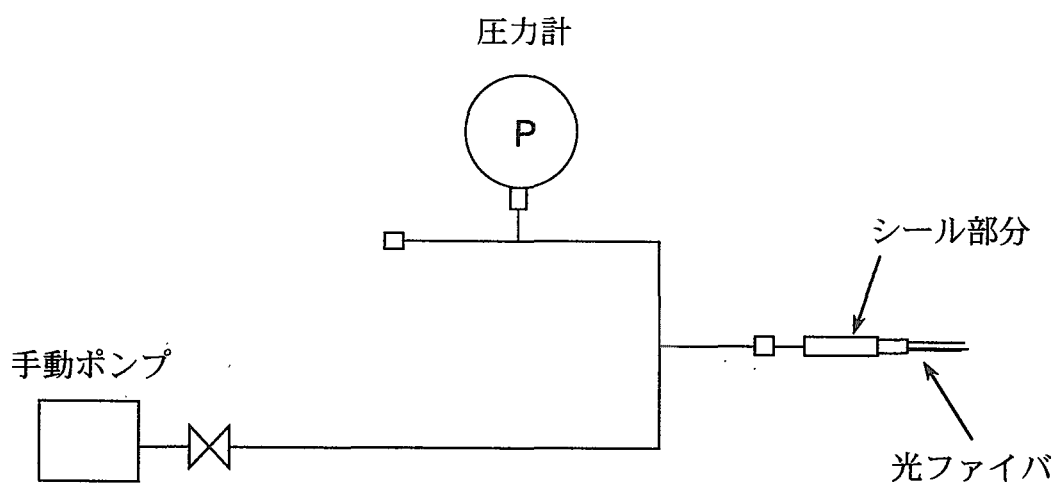 圧力計
P
シール部分
手動ポンプ
光ファイバ